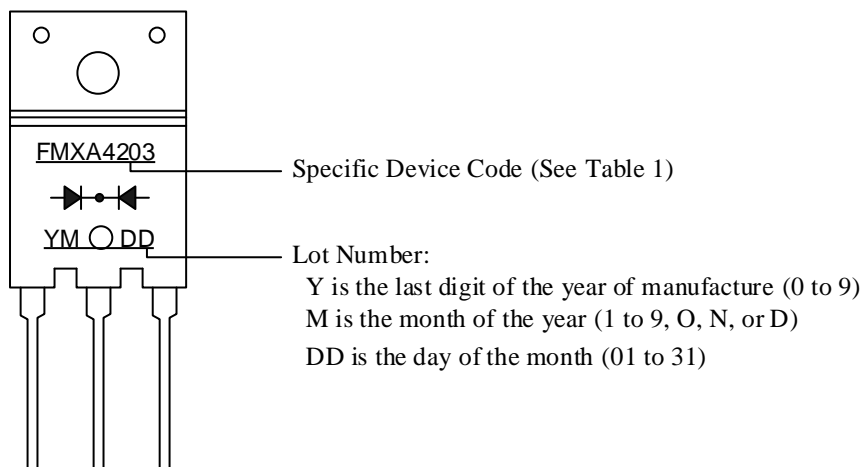 FMXA4203
Specific Device Code (See Table 1)
YM DD
Lot Number:
Y is the last digit of the year of manufacture (0 to 9)
M is the month of the year (1 to 9, O, N, or D)
DD is the day of the month (01 to 31)